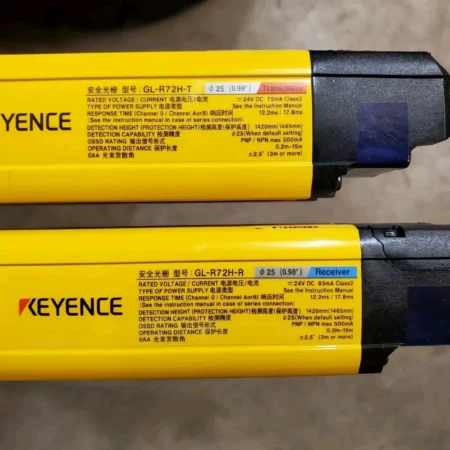 安全光栅 型号: GL-R72H-T ϕ25 (0.98") Transmitter
RATED VOLTAGE / CURRENT 电源电压/电流 ⎓24V DC 75mA Class2
TYPE OF POWER SUPPLY 电源类型 See the Instruction Manual
RESPONSE TIME (Channel 0 / Channel AorB) 响应时间 12.2ms / 17.8ms
(See the instruction manual in case of series connection)
YENCE
DETECTION HEIGHT (PROTECTION HEIGHT)检测高度(保护高度) 1420mm (1465mm)
DETECTION CAPABILITY 检测精度 ϕ25(When default setting)
OSSD RATING 输出信号形式 PNP / NPN max 500mA
OPERATING DISTANCE 保护长度 0.2m-15m
EAA 光束发散角 ±2.5° (3m or more)
安全光栅 型号: GL-R72H-R ϕ25 (0.98") Receiver
RATED VOLTAGE / CURRENT 电源电压/电流 ⎓24V DC 85mA Class2
TYPE OF POWER SUPPLY 电源类型 See the Instruction Manual
RESPONSE TIME (Channel 0 / Channel AorB) 响应时间 12.2ms / 17.8ms
(See the instruction manual in case of series connection)
KEYENCE
DETECTION HEIGHT (PROTECTION HEIGHT)检测高度(保护高度) 1420mm (1465mm)
DETECTION CAPABILITY 检测精度 ϕ25(When default setting)
OSSD RATING 输出信号形式 PNP / NPN max 500mA
OPERATING DISTANCE 保护长度 0.2m-15m
EAA 光束发散角 ±2.5° (3m or more)